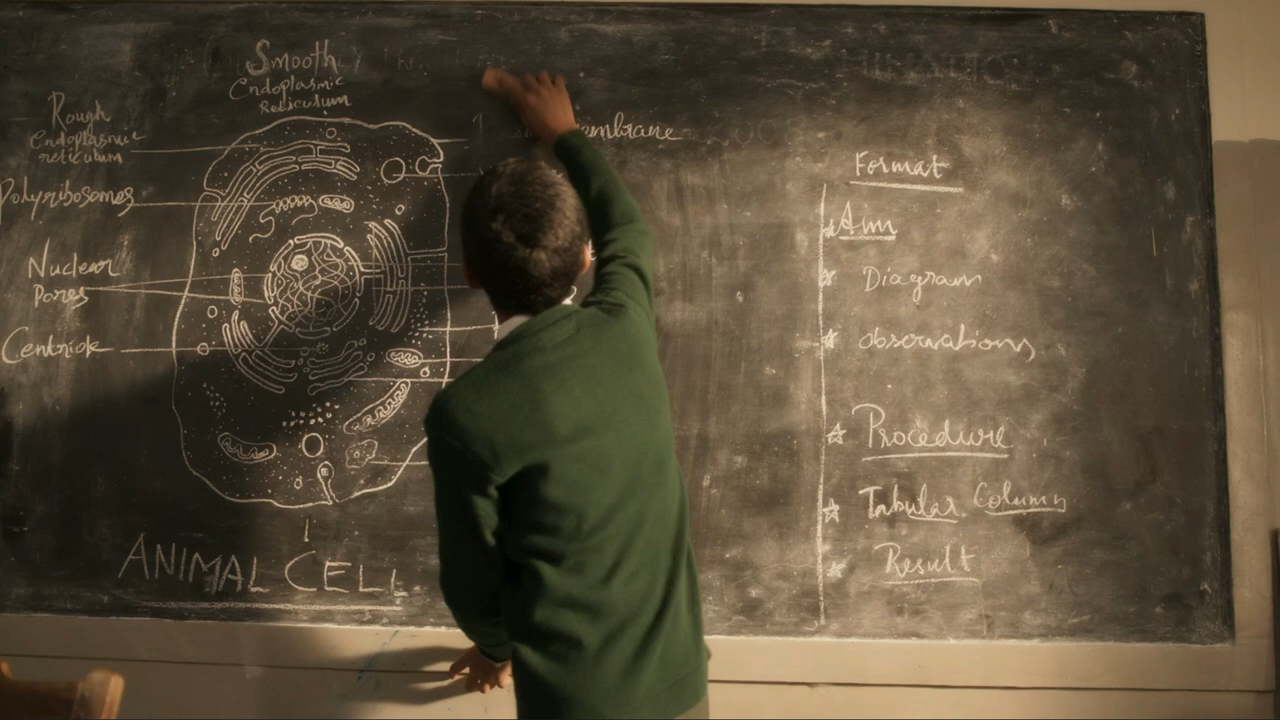 Smooth
Endoplasmic
Reticulum
Rough
Endoplasmic
reticulum
Polyribosomes
Nuclear
Pores
Centriole
ANIMAL CELL
embrane
Format
Aim
Diagram
Observations
Procedure
Tabular Column
Result